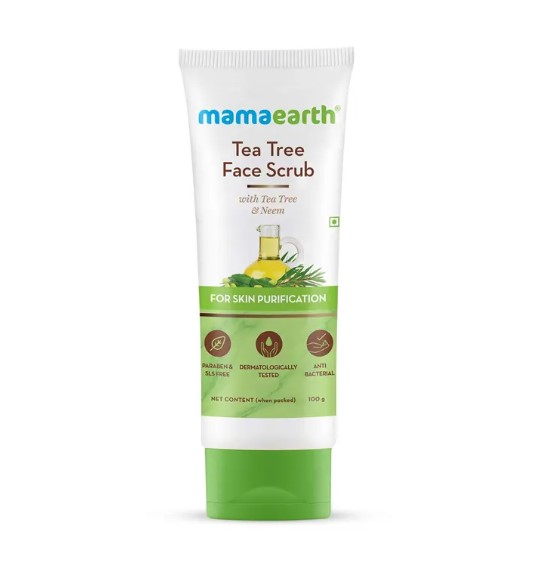 mamaearth®
Tea Tree
Face Scrub
with Tea Tree
& Neem
FOR SKIN PURIFICATION
PARABEN &
SLS FREE
DERMATOLOGICALLY
TESTED
ANTI
BACTERIAL
NET CONTENT (when packed) 100 g